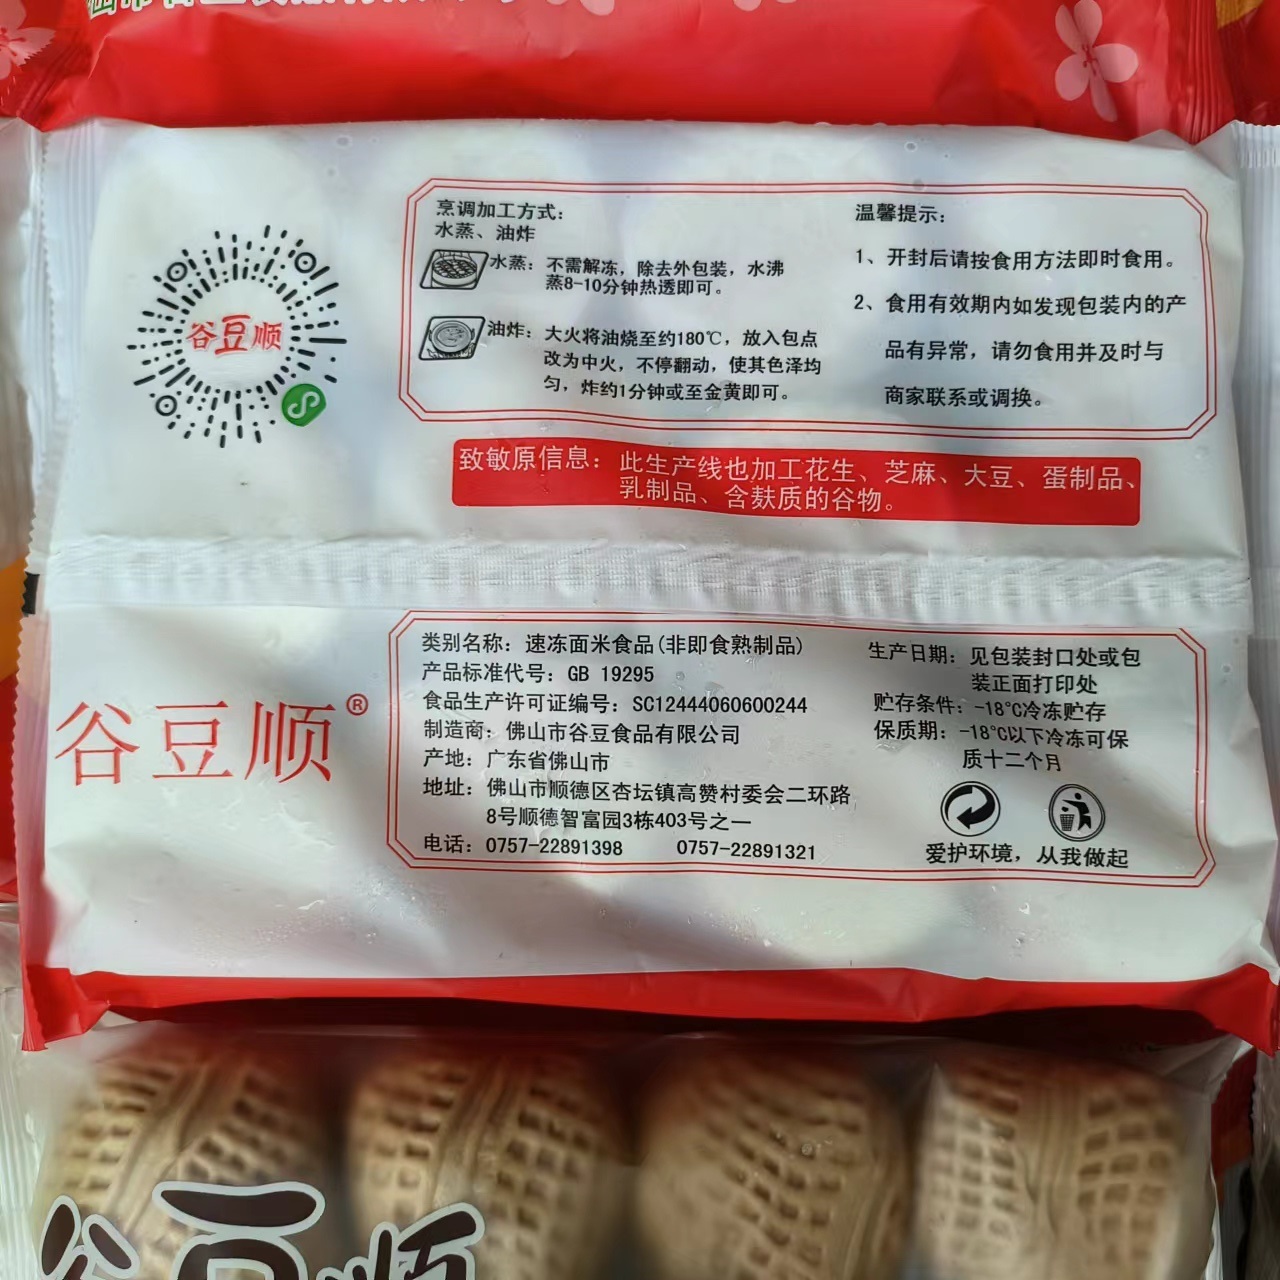 谷豆顺
烹调加工方式：
水蒸、油炸
水蒸：不需解冻，除去外包装，水沸
蒸8-10分钟热透即可。
油炸：大火将油烧至约180℃，放入包点
改为中火，不停翻动，使其色泽均
匀，炸约1分钟或至金黄即可。
温馨提示：
1、开封后请按食用方法即时食用。
2、食用有效期内如发现包装内的产
品有异常，请勿食用并及时与
商家联系或调换。
致敏原信息：此生产线也加工花生、芝麻、大豆、蛋制品、
乳制品、含麸质的谷物。
谷豆顺®
类别名称：速冻面米食品(非即食熟制品)
产品标准代号：GB 19295
食品生产许可证编号：SC12444060600244
制造商：佛山市谷豆食品有限公司
产地：广东省佛山市
地址：佛山市顺德区杏坛镇高赞村委会二环路
8号顺德智富园3栋403号之一
电话：0757-22891398 0757-22891321
生产日期：见包装封口处或包
装正面打印处
贮存条件：-18℃冷冻贮存
保质期：-18℃以下冷冻可保
质十二个月
爱护环境，从我做起
谷豆顺